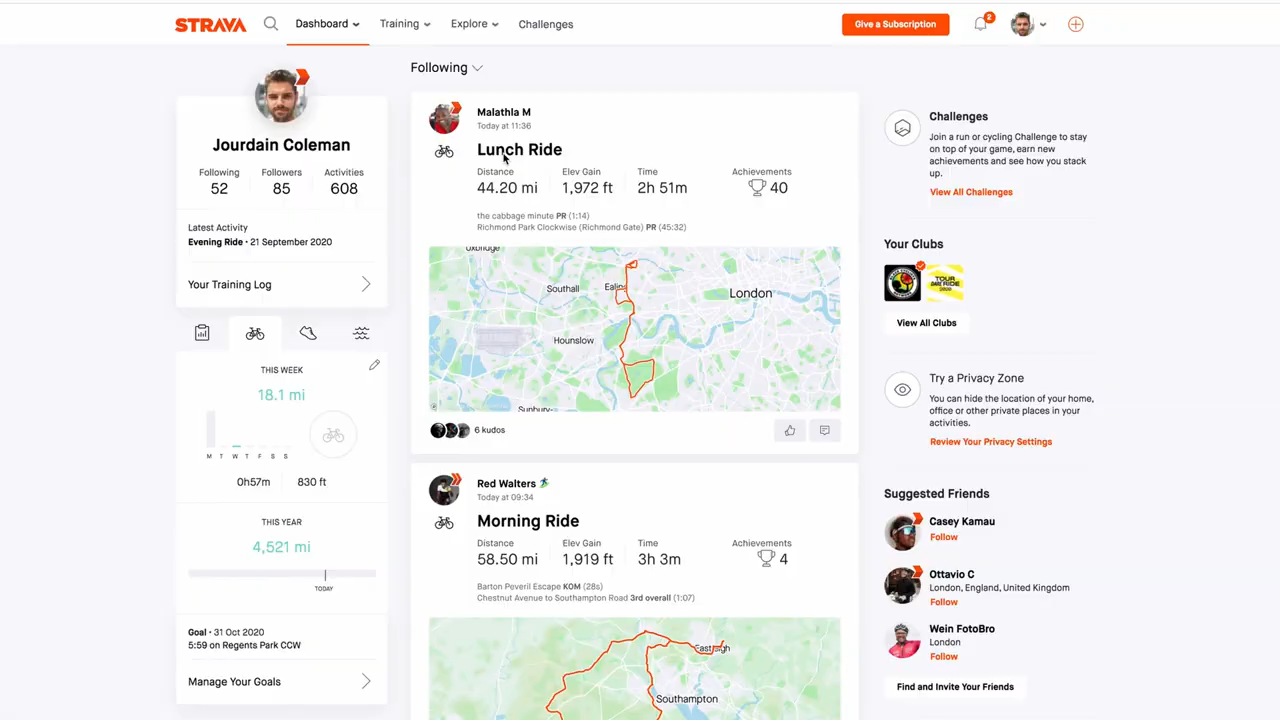 STRAVA
Dashboard
Training
Explore
Challenges
Give a Subscription
2
Jourdain Coleman
Following
Followers
Activities
52
85
608
Latest Activity
Evening Ride • 21 September 2020
Your Training Log
THIS WEEK
18.1 mi
M T W T F S S
0h57m
830 ft
THIS YEAR
4,521 mi
TODAY
Goal • 31 Oct 2020
5:59 on Regents Park CCW
Manage Your Goals
Following
Malathla M
Today at 11:36
Lunch Ride
Distance
Elev Gain
Time
Achievements
44.20 mi
1,972 ft
2h 51m
40
the cabbage minute PR (1:14)
Richmond Park Clockwise (Richmond Gate) PR (45:32)
Uxbridge
Southall
Ealing
London
Hounslow
Sunbury-
6 kudos
Red Walters
Today at 09:34
Morning Ride
Distance
Elev Gain
Time
Achievements
58.50 mi
1,919 ft
3h 3m
4
Barton Peveril Escape KOM (28s)
Chestnut Avenue to Southampton Road 3rd overall (1:07)
Eastleigh
Southampton
Challenges
Join a run or cycling Challenge to stay
on top of your game, earn new
achievements and see how you stack
up.
View All Challenges
Your Clubs
View All Clubs
Try a Privacy Zone
You can hide the location of your home,
office or other private places in your
activities.
Review Your Privacy Settings
Suggested Friends
Casey Kamau
Follow
Ottavio C
London, England, United Kingdom
Follow
Wein FotoBro
London
Follow
Find and Invite Your Friends